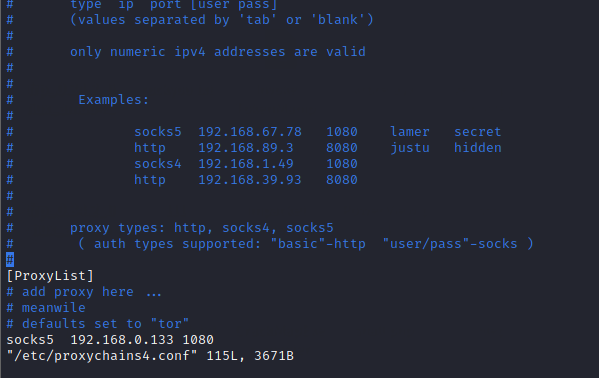 #       type  ip  port [user pass]
#       (values separated by 'tab' or 'blank')
#
#       only numeric ipv4 addresses are valid
#
#
#        Examples:
#
#               socks5  192.168.67.78   1080    lamer   secret
#               http    192.168.89.3    8080    justu   hidden
#               socks4  192.168.1.49    1080
#               http    192.168.39.93   8080
#
#
#       proxy types: http, socks4, socks5
#        ( auth types supported: "basic"-http  "user/pass"-socks )
#
[ProxyList]
# add proxy here ...
# meanwile
# defaults set to "tor"
socks5  192.168.0.133 1080
"/etc/proxychains4.conf" 115L, 3671B